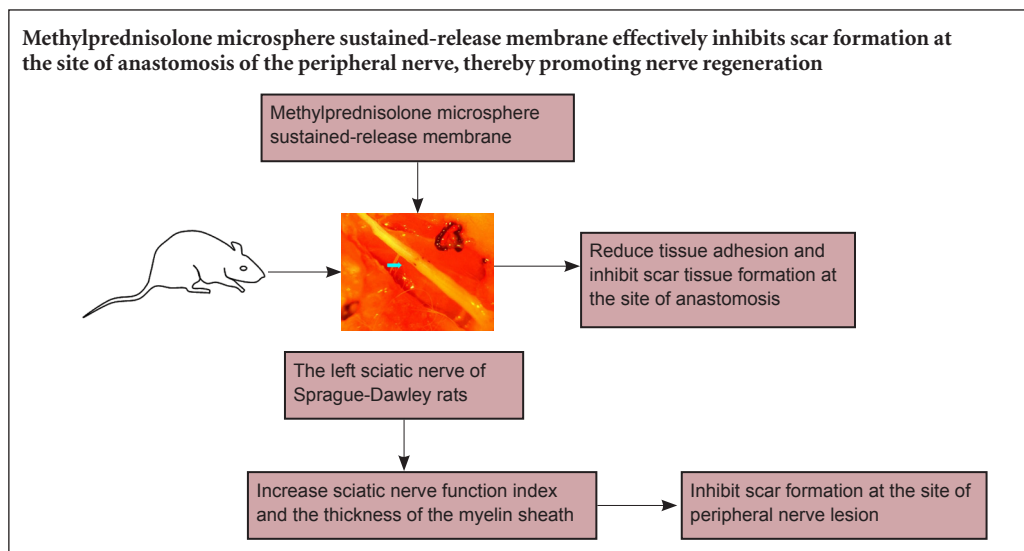 Methylprednisolone microsphere sustained-release membrane effectively inhibits scar formation at
the site of anastomosis of the peripheral nerve, thereby promoting nerve regeneration
Methylprednisolone microsphere
sustained-release membrane
Reduce tissue adhesion and
inhibit scar tissue formation at
the site of anastomosis
The left sciatic nerve of
Sprague-Dawley rats
Increase sciatic nerve function index
and the thickness of the myelin sheath
Inhibit scar formation at the site of
peripheral nerve lesion